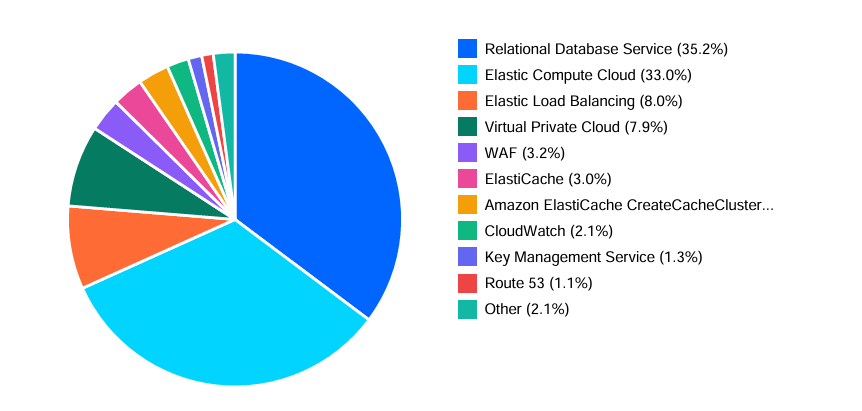 Relational Database Service (35.2%)
Elastic Compute Cloud (33.0%)
Elastic Load Balancing (8.0%)
Virtual Private Cloud (7.9%)
WAF (3.2%)
ElastiCache (3.0%)
Amazon ElastiCache CreateCacheCluster...
CloudWatch (2.1%)
Key Management Service (1.3%)
Route 53 (1.1%)
Other (2.1%)